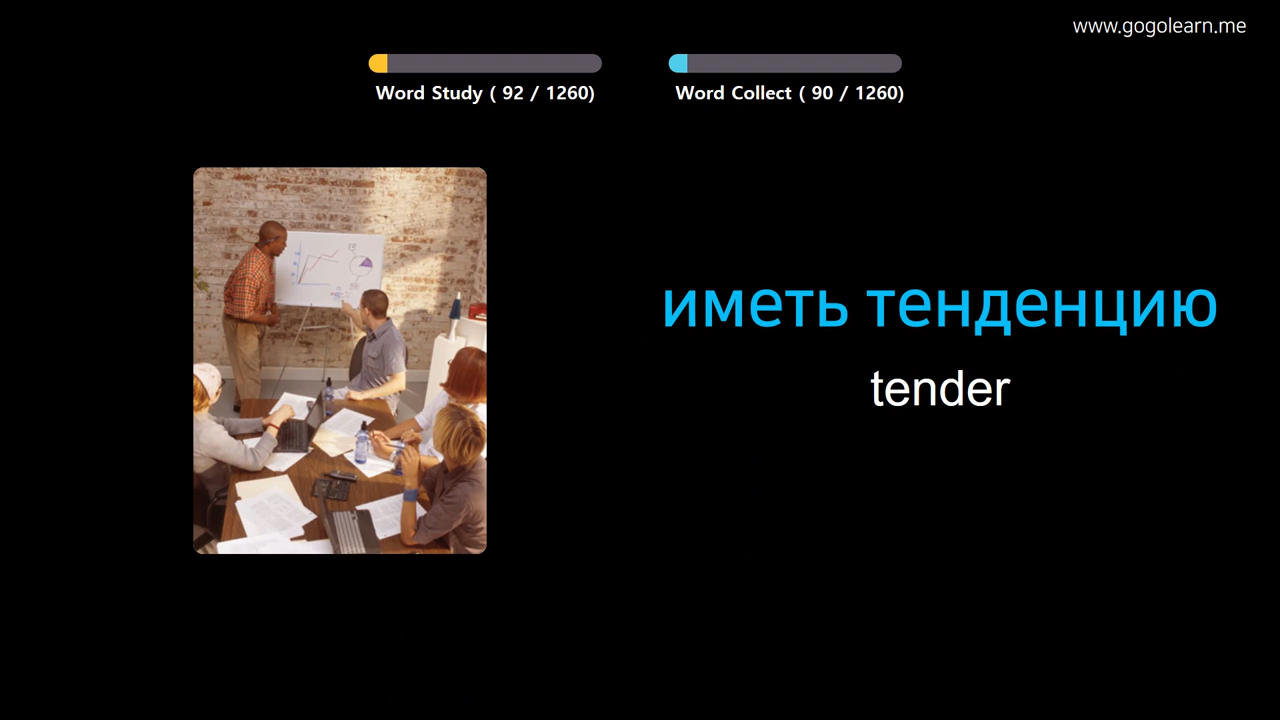 www.gogolearn.me
Word Study ( 92 / 1260)
Word Collect ( 90 / 1260)
иметь тенденцию
tender